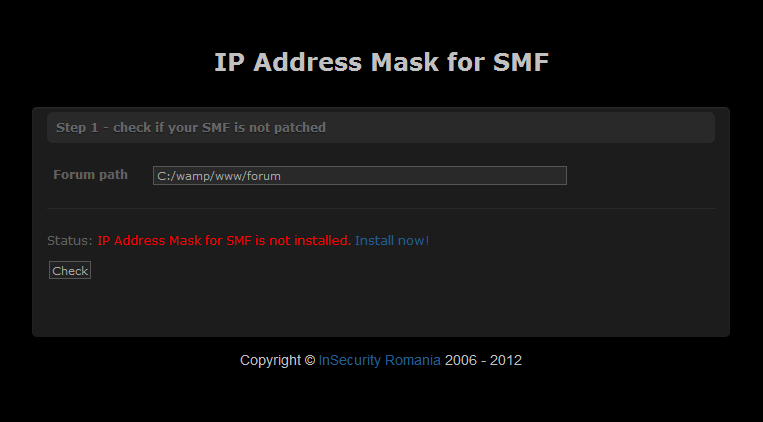 IP Address Mask for SMF
Step 1 - check if your SMF is not patched
Forum path C:/wamp/www/forum
Status: IP Address Mask for SMF is not installed. Install now!
Check
Copyright © InSecurity Romania 2006 - 2012